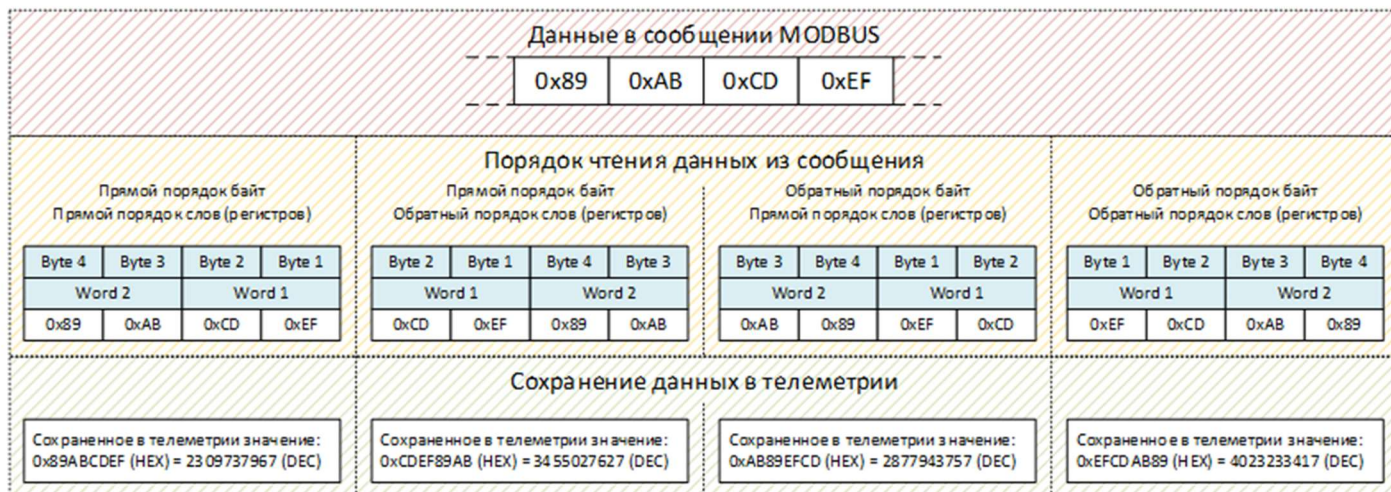 Данные в сообщении MODBUS
0x89 0xAB 0xCD 0xEF
Порядок чтения данных из сообщения
Прямой порядок байт
Прямой порядок слов (регистров)
Byte 4 Byte 3 Byte 2 Byte 1
Word 2 Word 1
0x89 0xAB 0xCD 0xEF
Прямой порядок байт
Обратный порядок слов (регистров)
Byte 2 Byte 1 Byte 4 Byte 3
Word 1 Word 2
0xCD 0xEF 0x89 0xAB
Обратный порядок байт
Прямой порядок слов (регистров)
Byte 3 Byte 4 Byte 1 Byte 2
Word 2 Word 1
0xAB 0x89 0xEF 0xCD
Обратный порядок байт
Обратный порядок слов (регистров)
Byte 1 Byte 2 Byte 3 Byte 4
Word 1 Word 2
0xEF 0xCD 0xAB 0x89
Сохранение данных в телеметрии
Сохраненное в телеметрии значение:
0x89ABCDEF (HEX) = 2309737967 (DEC)
Сохраненное в телеметрии значение:
0xCDEF89AB (HEX) = 3455027627 (DEC)
Сохраненное в телеметрии значение:
0xAB89EFCD (HEX) = 2877943757 (DEC)
Сохраненное в телеметрии значение:
0xEFCDAB89 (HEX) = 4023233417 (DEC)